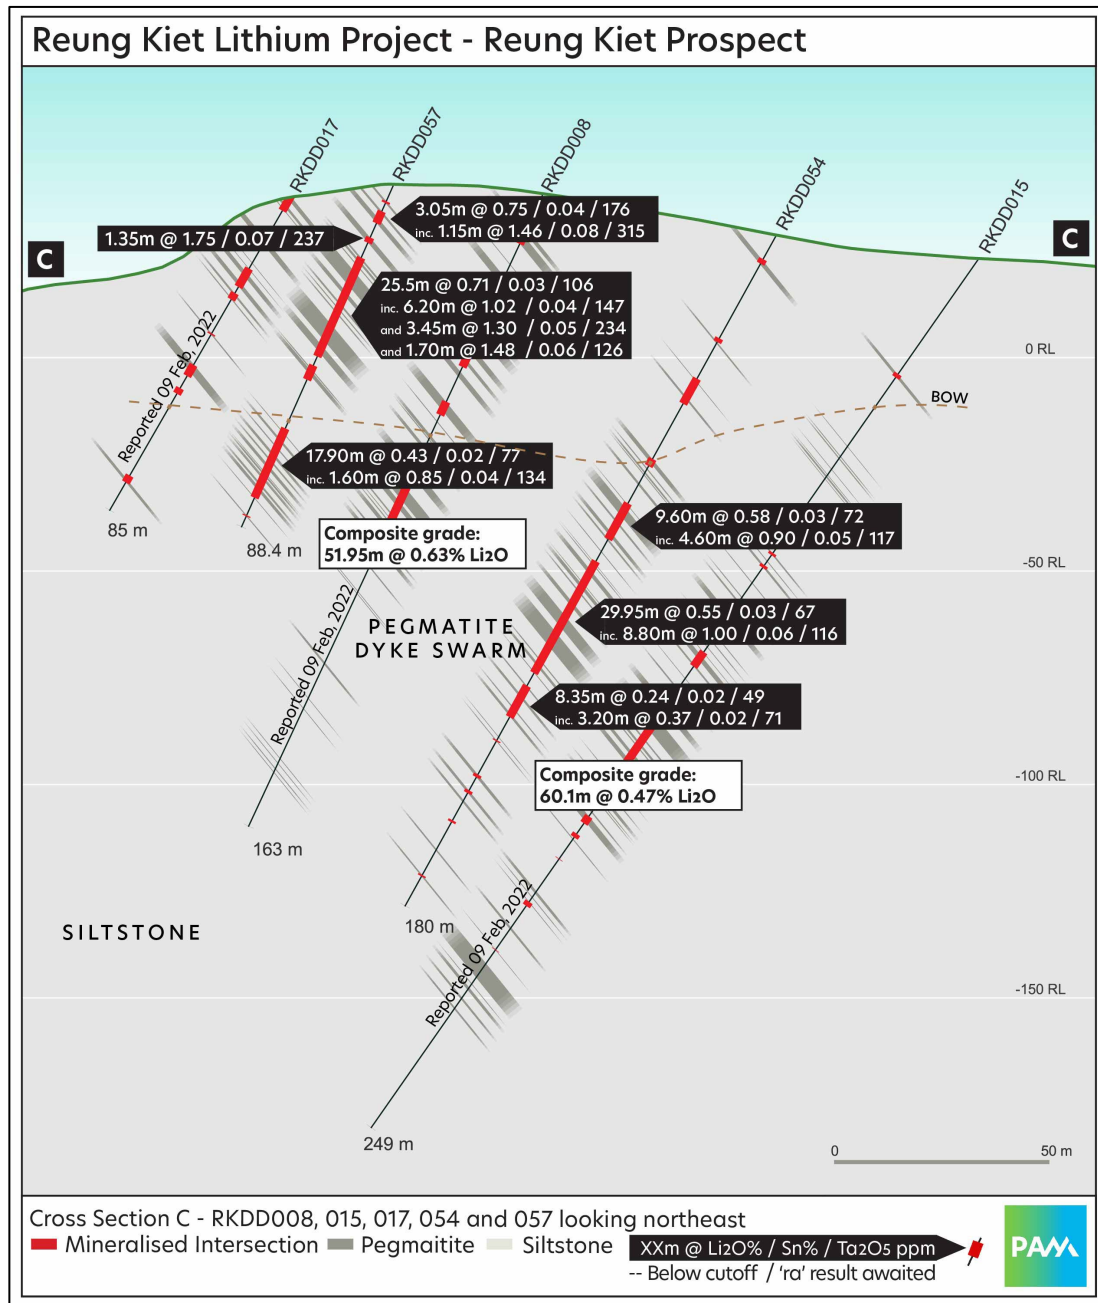 Reung Kiet Lithium Project - Reung Kiet Prospect
RKDD017
RKDD057
RKDD008
RKDD054
RKDD015
C
C
3.05m @ 0.75 / 0.04 / 176
inc. 1.15m @ 1.46 / 0.08 / 315
1.35m @ 1.75 / 0.07 / 237
25.5m @ 0.71 / 0.03 / 106
inc. 6.20m @ 1.02 / 0.04 / 147
and 3.45m @ 1.30 / 0.05 / 234
and 1.70m @ 1.48 / 0.06 / 126
0 RL
BOW
Reported 09 Feb, 2022
17.90m @ 0.43 / 0.02 / 77
inc. 1.60m @ 0.85 / 0.04 / 134
85 m
88.4 m
Composite grade:
51.95m @ 0.63% Li2O
9.60m @ 0.58 / 0.03 / 72
inc. 4.60m @ 0.90 / 0.05 / 117
-50 RL
29.95m @ 0.55 / 0.03 / 67
inc. 8.80m @ 1.00 / 0.06 / 116
PEGMATITE
DYKE SWARM
Reported 09 Feb, 2022
8.35m @ 0.24 / 0.02 / 49
inc. 3.20m @ 0.37 / 0.02 / 71
Composite grade:
60.1m @ 0.47% Li2O
-100 RL
163 m
180 m
SILTSTONE
Reported 09 Feb, 2022
-150 RL
249 m
0 50 m
Cross Section C - RKDD008, 015, 017, 054 and 057 looking northeast
Mineralised Intersection Pegmaitite Siltstone
XXm @ Li2O% / Sn% / Ta2O5 ppm
-- Below cutoff / 'ra' result awaited
PAM